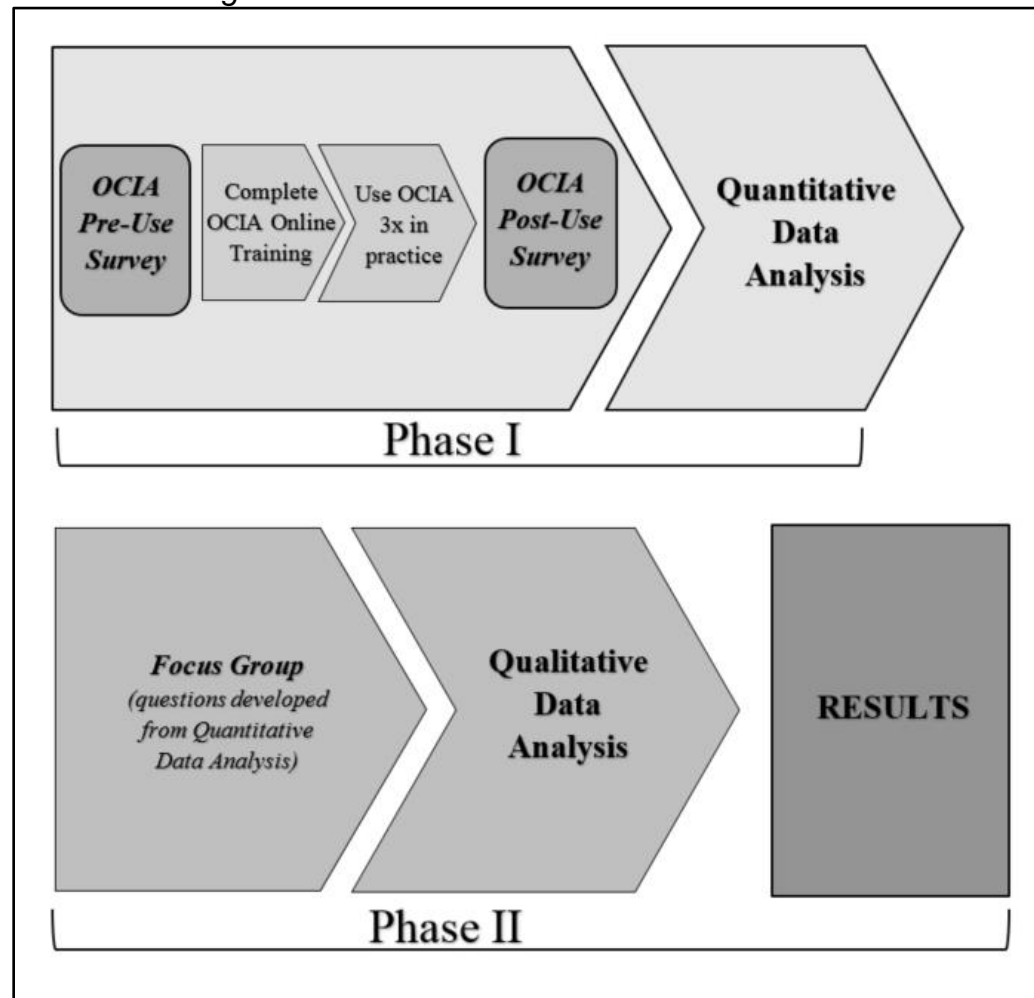 OCIA
Pre-Use
Survey
Complete
OCIA Online
Training
Use OCIA
3x in
practice
OCIA
Post-Use
Survey
Quantitative
Data
Analysis
Phase I
Focus Group
(questions developed
from Quantitative
Data Analysis)
Qualitative
Data
Analysis
RESULTS
Phase II